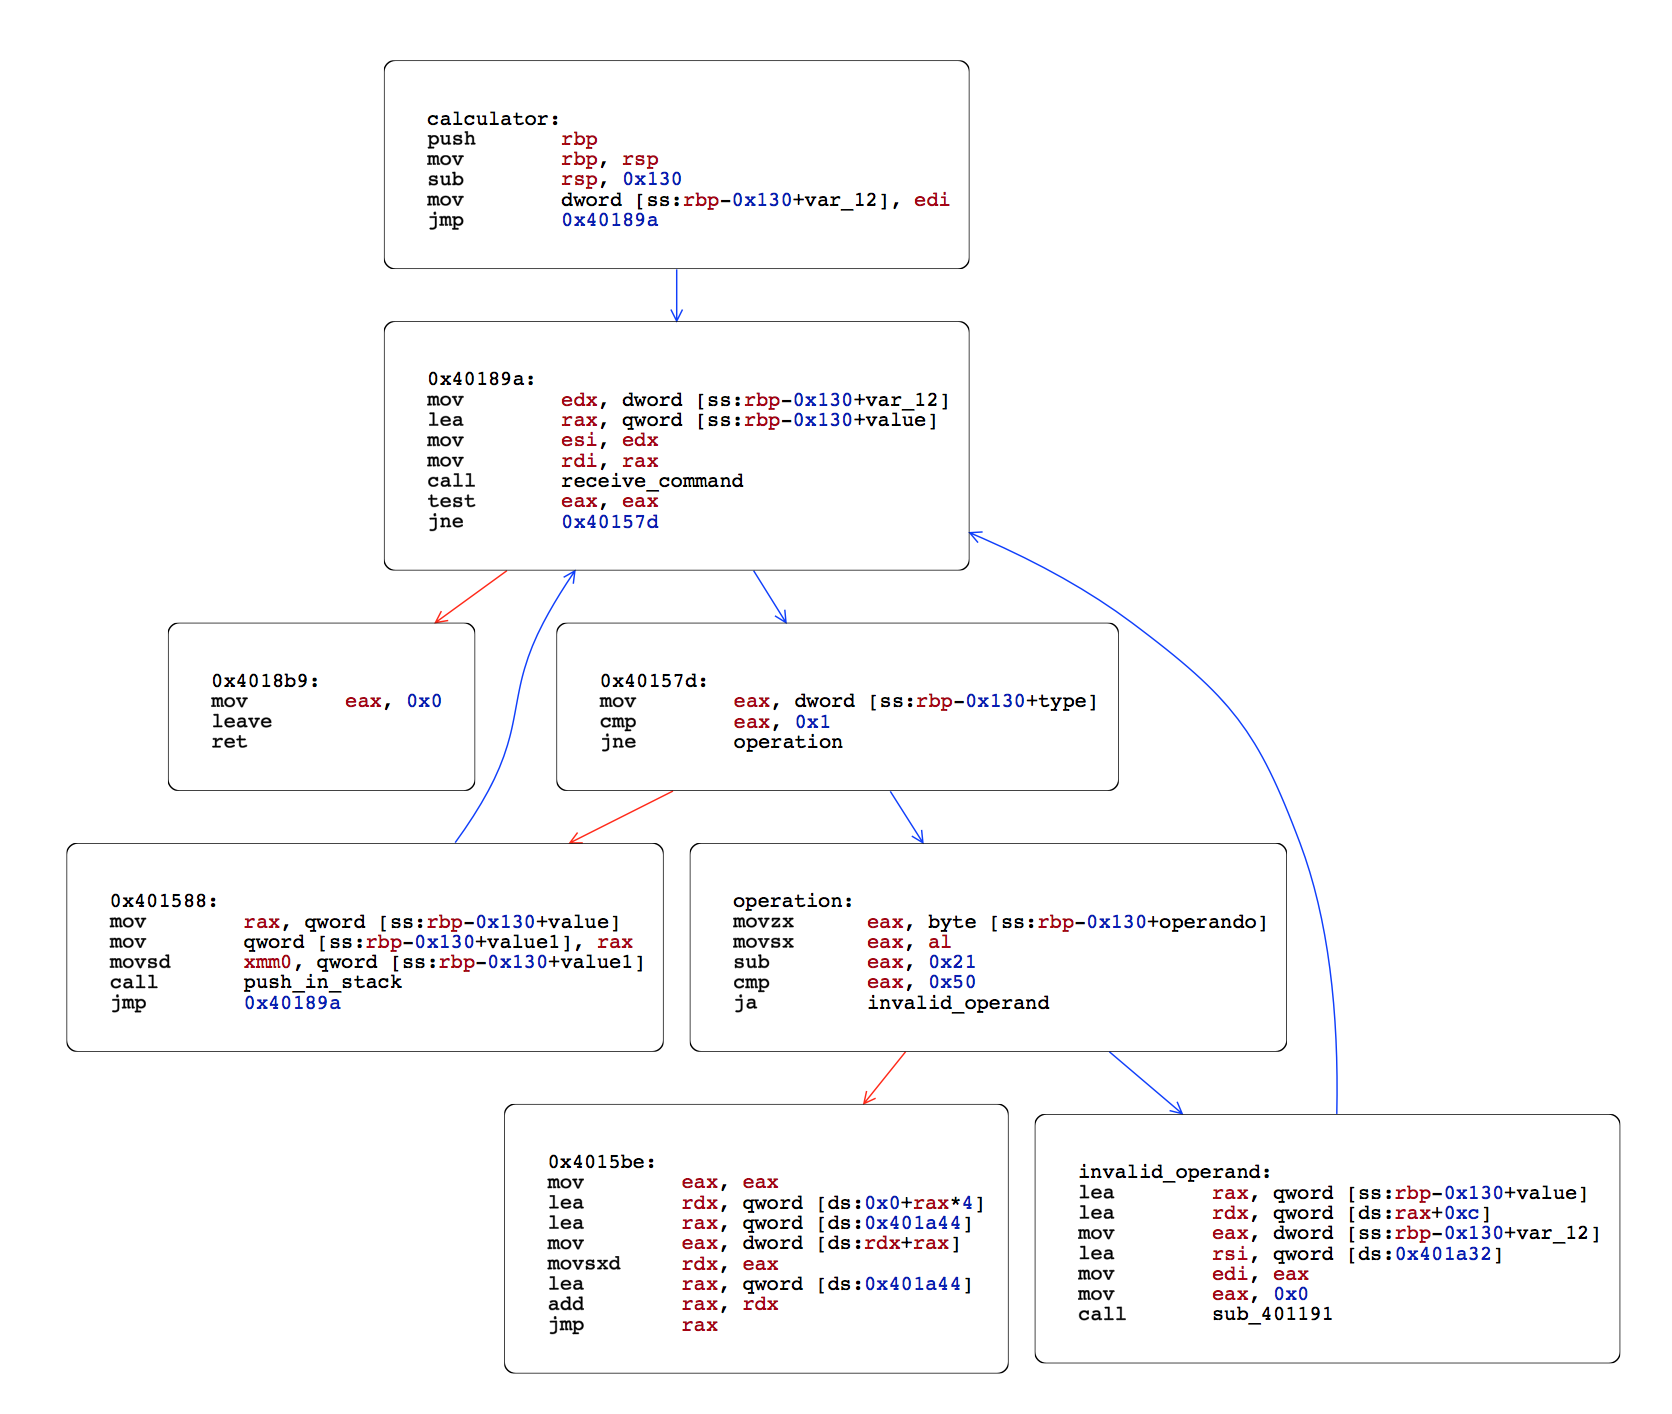 calculator:
push rbp
mov rbp, rsp
sub rsp, 0x130
mov dword [ss:rbp-0x130+var_12], edi
jmp 0x40189a
0x40189a:
mov edx, dword [ss:rbp-0x130+var_12]
lea rax, qword [ss:rbp-0x130+value]
mov esi, edx
mov rdi, rax
call receive_command
test eax, eax
jne 0x40157d
0x4018b9:
mov eax, 0x0
leave
ret
0x40157d:
mov eax, dword [ss:rbp-0x130+type]
cmp eax, 0x1
jne operation
0x401588:
mov rax, qword [ss:rbp-0x130+value]
mov qword [ss:rbp-0x130+value1], rax
movsd xmm0, qword [ss:rbp-0x130+value1]
call push_in_stack
jmp 0x40189a
operation:
movzx eax, byte [ss:rbp-0x130+operando]
movsx eax, al
sub eax, 0x21
cmp eax, 0x50
ja invalid_operand
0x4015be:
mov eax, eax
lea rdx, qword [ds:0x0+rax*4]
lea rax, qword [ds:0x401a44]
mov eax, dword [ds:rdx+rax]
movsxd rdx, eax
lea rax, qword [ds:0x401a44]
add rax, rdx
jmp rax
invalid_operand:
lea rax, qword [ss:rbp-0x130+value]
lea rdx, qword [ds:rax+0xc]
mov eax, dword [ss:rbp-0x130+var_12]
lea rsi, qword [ds:0x401a32]
mov edi, eax
mov eax, 0x0
call sub_401191